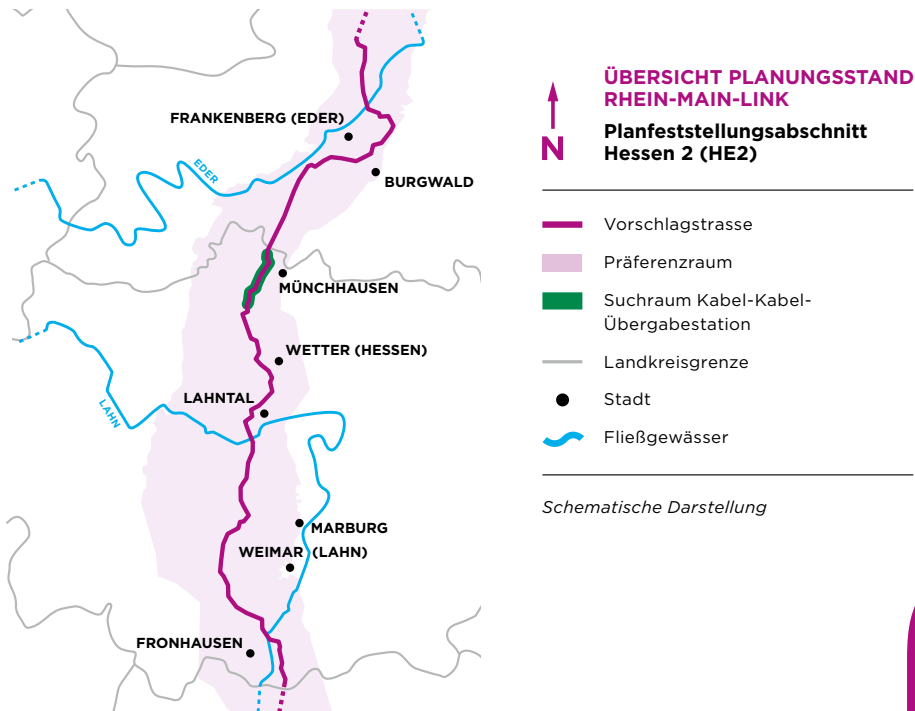 FRANKENBERG (EDER)
EDER
BURGWALD
MÜNCHHAUSEN
WETTER (HESSEN)
LAHNTAL
LAHN
MARBURG
WEIMAR (LAHN)
FRONHAUSEN
N
ÜBERSICHT PLANUNGSSTAND
RHEIN-MAIN-LINK
Planfeststellungsabschnitt
Hessen 2 (HE2)
Vorschlagstrasse
Präferenzraum
Suchraum Kabel-Kabel-
Übergabestation
Landkreisgrenze
Stadt
Fließgewässer
Schematische Darstellung